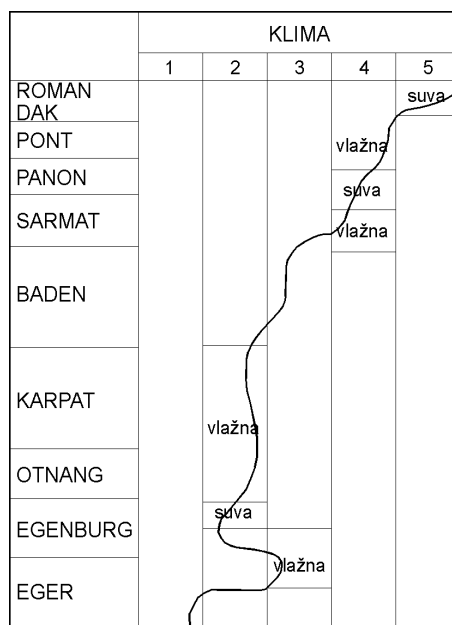 KLIMA
1 2 3 4 5
ROMAN suva
DAK
PONT vlažna
PANON suva
SARMAT vlažna
BADEN
KARPAT
vlažna
OTNANG
suva
EGENBURG
vlažna
EGER